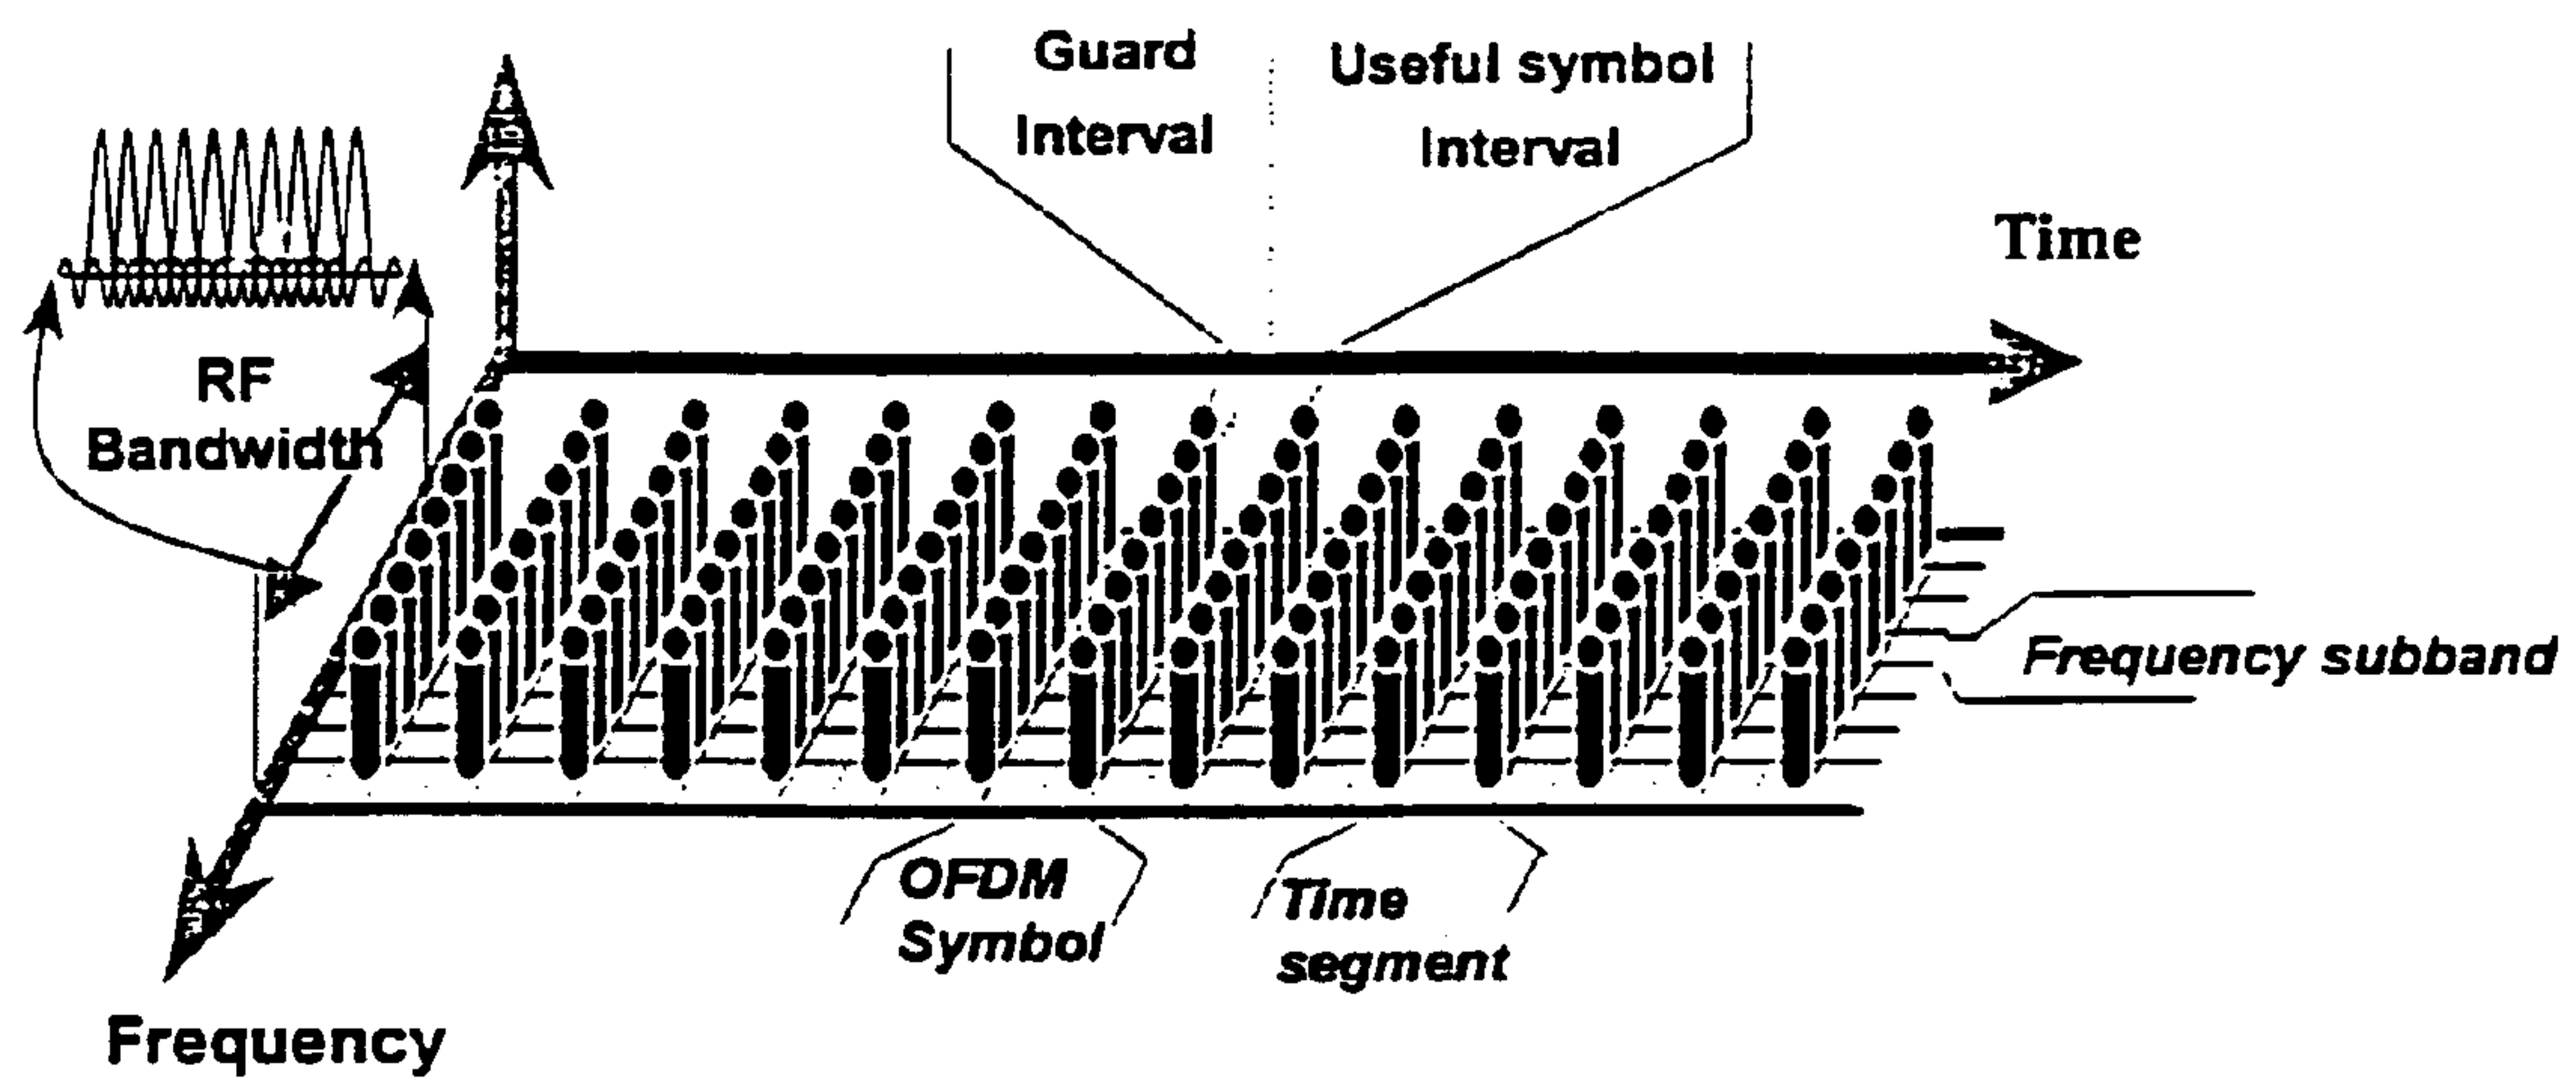 Guard
Interval
Useful symbol
Interval
Time
RF
Bandwidth
Frequency subband
OFDM
Symbol
Time
segment
Frequency